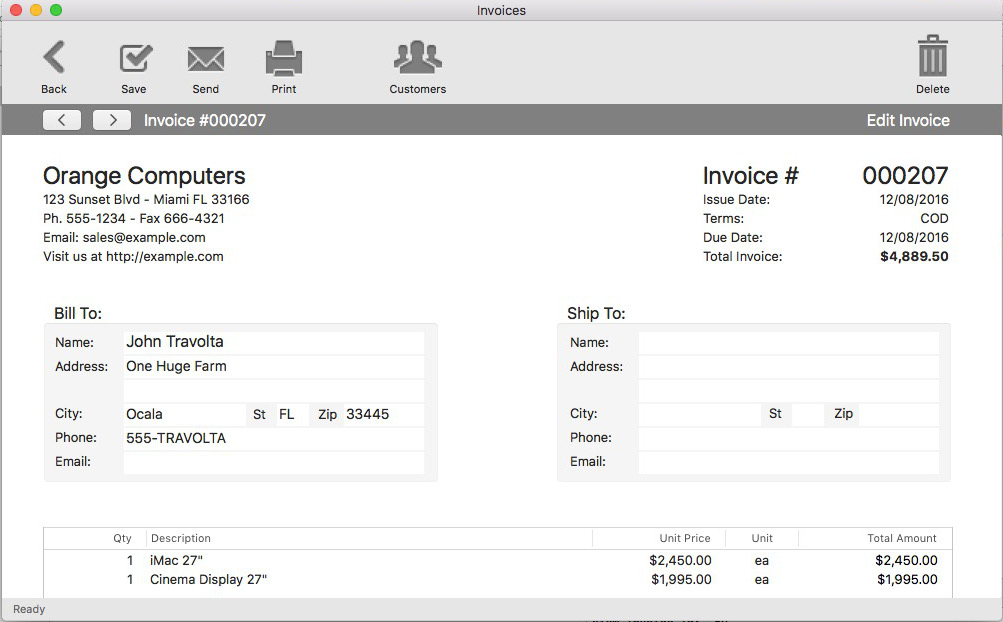 Invoices
Back Save Send Print Customers Delete
Invoice #000207 Edit Invoice
Orange Computers Invoice # 000207
123 Sunset Blvd - Miami FL 33166 Issue Date: 12/08/2016
Ph. 555-1234 - Fax 666-4321 Terms: COD
Email: sales@example.com Due Date: 12/08/2016
Visit us at http://example.com Total Invoice: $4,889.50
Bill To: Ship To:
Name: John Travolta Name:
Address: One Huge Farm Address:
City: Ocala St FL Zip 33445 City: St Zip
Phone: 555-TRAVOLTA Phone:
Email: Email:
Qty Description Unit Price Unit Total Amount
1 iMac 27" $2,450.00 ea $2,450.00
1 Cinema Display 27" $1,995.00 ea $1,995.00
Ready